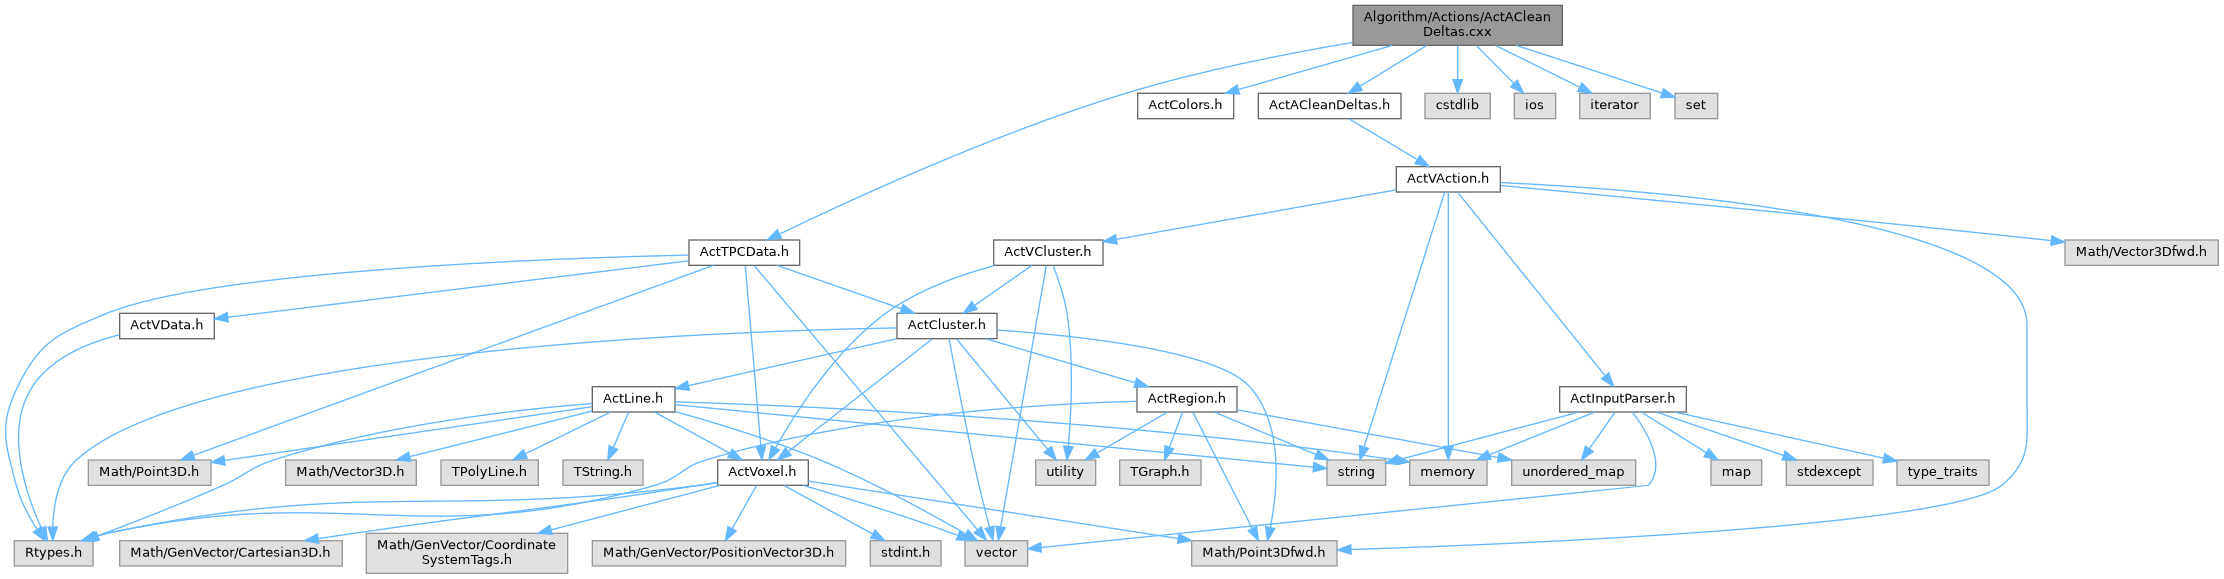 Algorithm/Actions/ActAClean
Deltas.cxx
ActColors.h
ActACleanDeltas.h
cstdlib
ios
iterator
set
ActVAction.h
ActTPCData.h
ActVCluster.h
Math/Vector3Dfwd.h
ActVData.h
ActCluster.h
ActLine.h
ActRegion.h
ActInputParser.h
Math/Point3D.h
Math/Vector3D.h
TPolyLine.h
TString.h
ActVoxel.h
utility
TGraph.h
string
memory
unordered_map
map
stdexcept
type_traits
Rtypes.h
Math/GenVector/Cartesian3D.h
Math/GenVector/Coordinate
SystemTags.h
Math/GenVector/PositionVector3D.h
stdint.h
vector
Math/Point3Dfwd.h